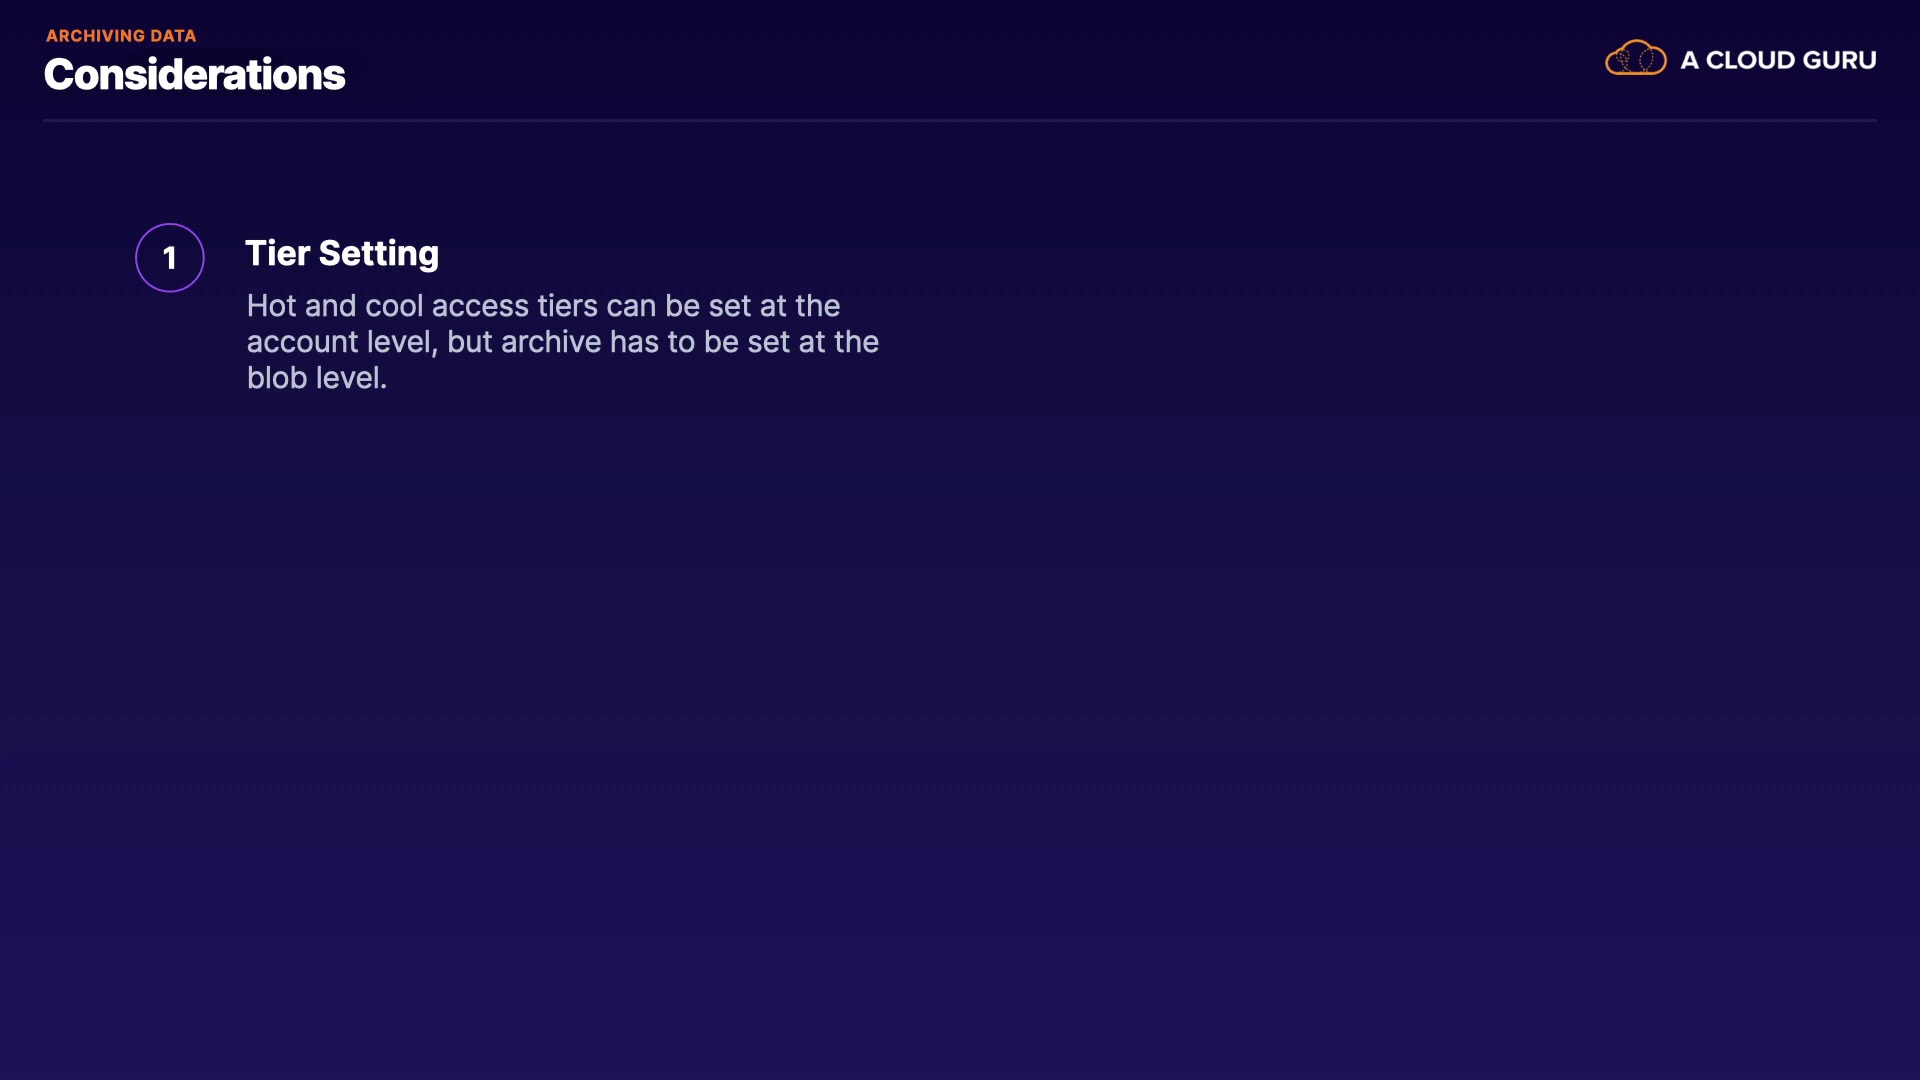 ARCHIVING DATA
Considerations
A CLOUD GURU
1
Tier Setting
Hot and cool access tiers can be set at the
account level, but archive has to be set at the
blob level.